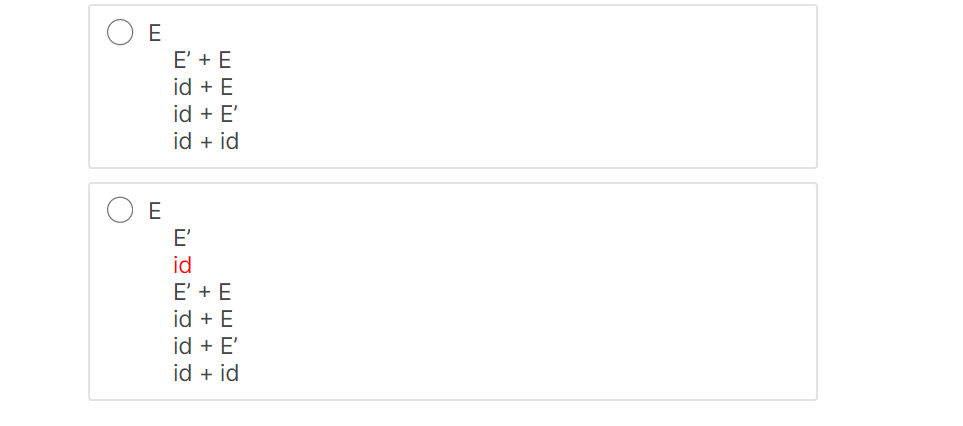 E
E’ + E
id + E
id + E’
id + id
E
E’
id
E’ + E
id + E
id + E’
id + id